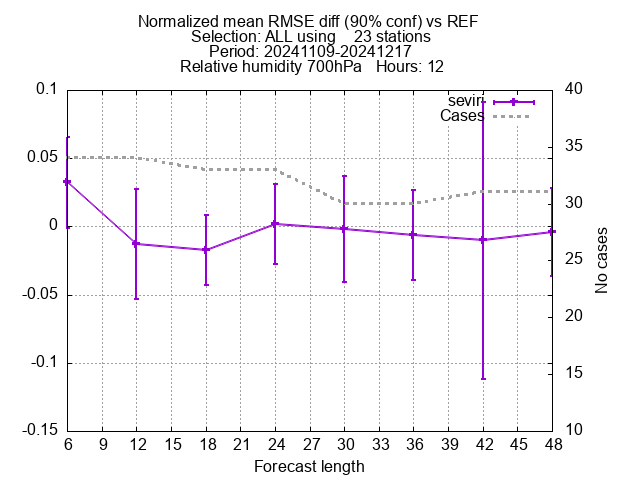 Normalized mean RMSE diff (90% conf) vs REF
Selection: ALL using    23 stations
Period: 20241109-20241217
Relative humidity 700hPa   Hours: 12
seviri
Cases
0.1
0.05
0
-0.05
-0.1
-0.15
40
35
30
25
20
15
10
No cases
6 9 12 15 18 21 24 27 30 33 36 39 42 45 48
Forecast length